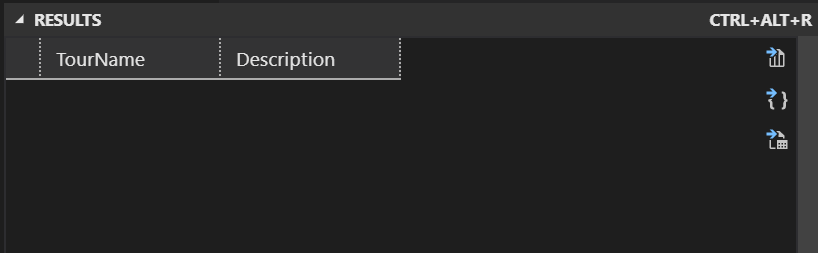 RESULTS CTRL+ALT+R
TourName Description